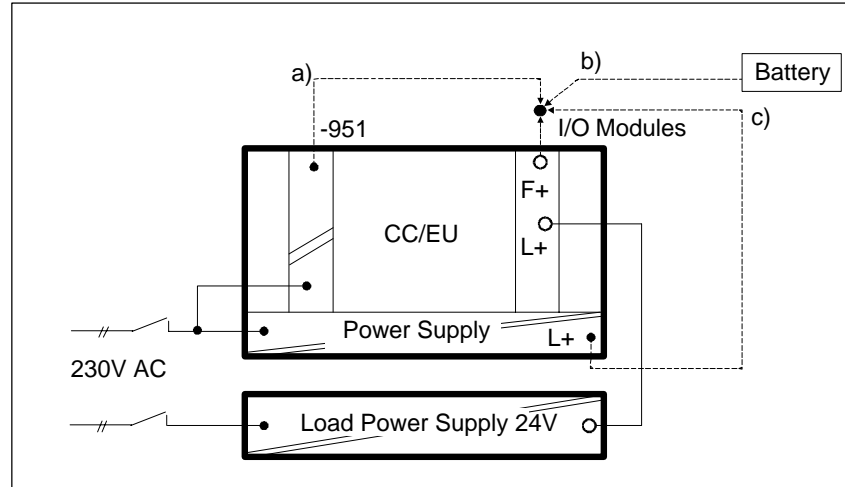 a)
b)
Battery
c)
-951
I/O Modules
F+
CC/EU
L+
Power Supply
L+
230V AC
Load Power Supply 24V